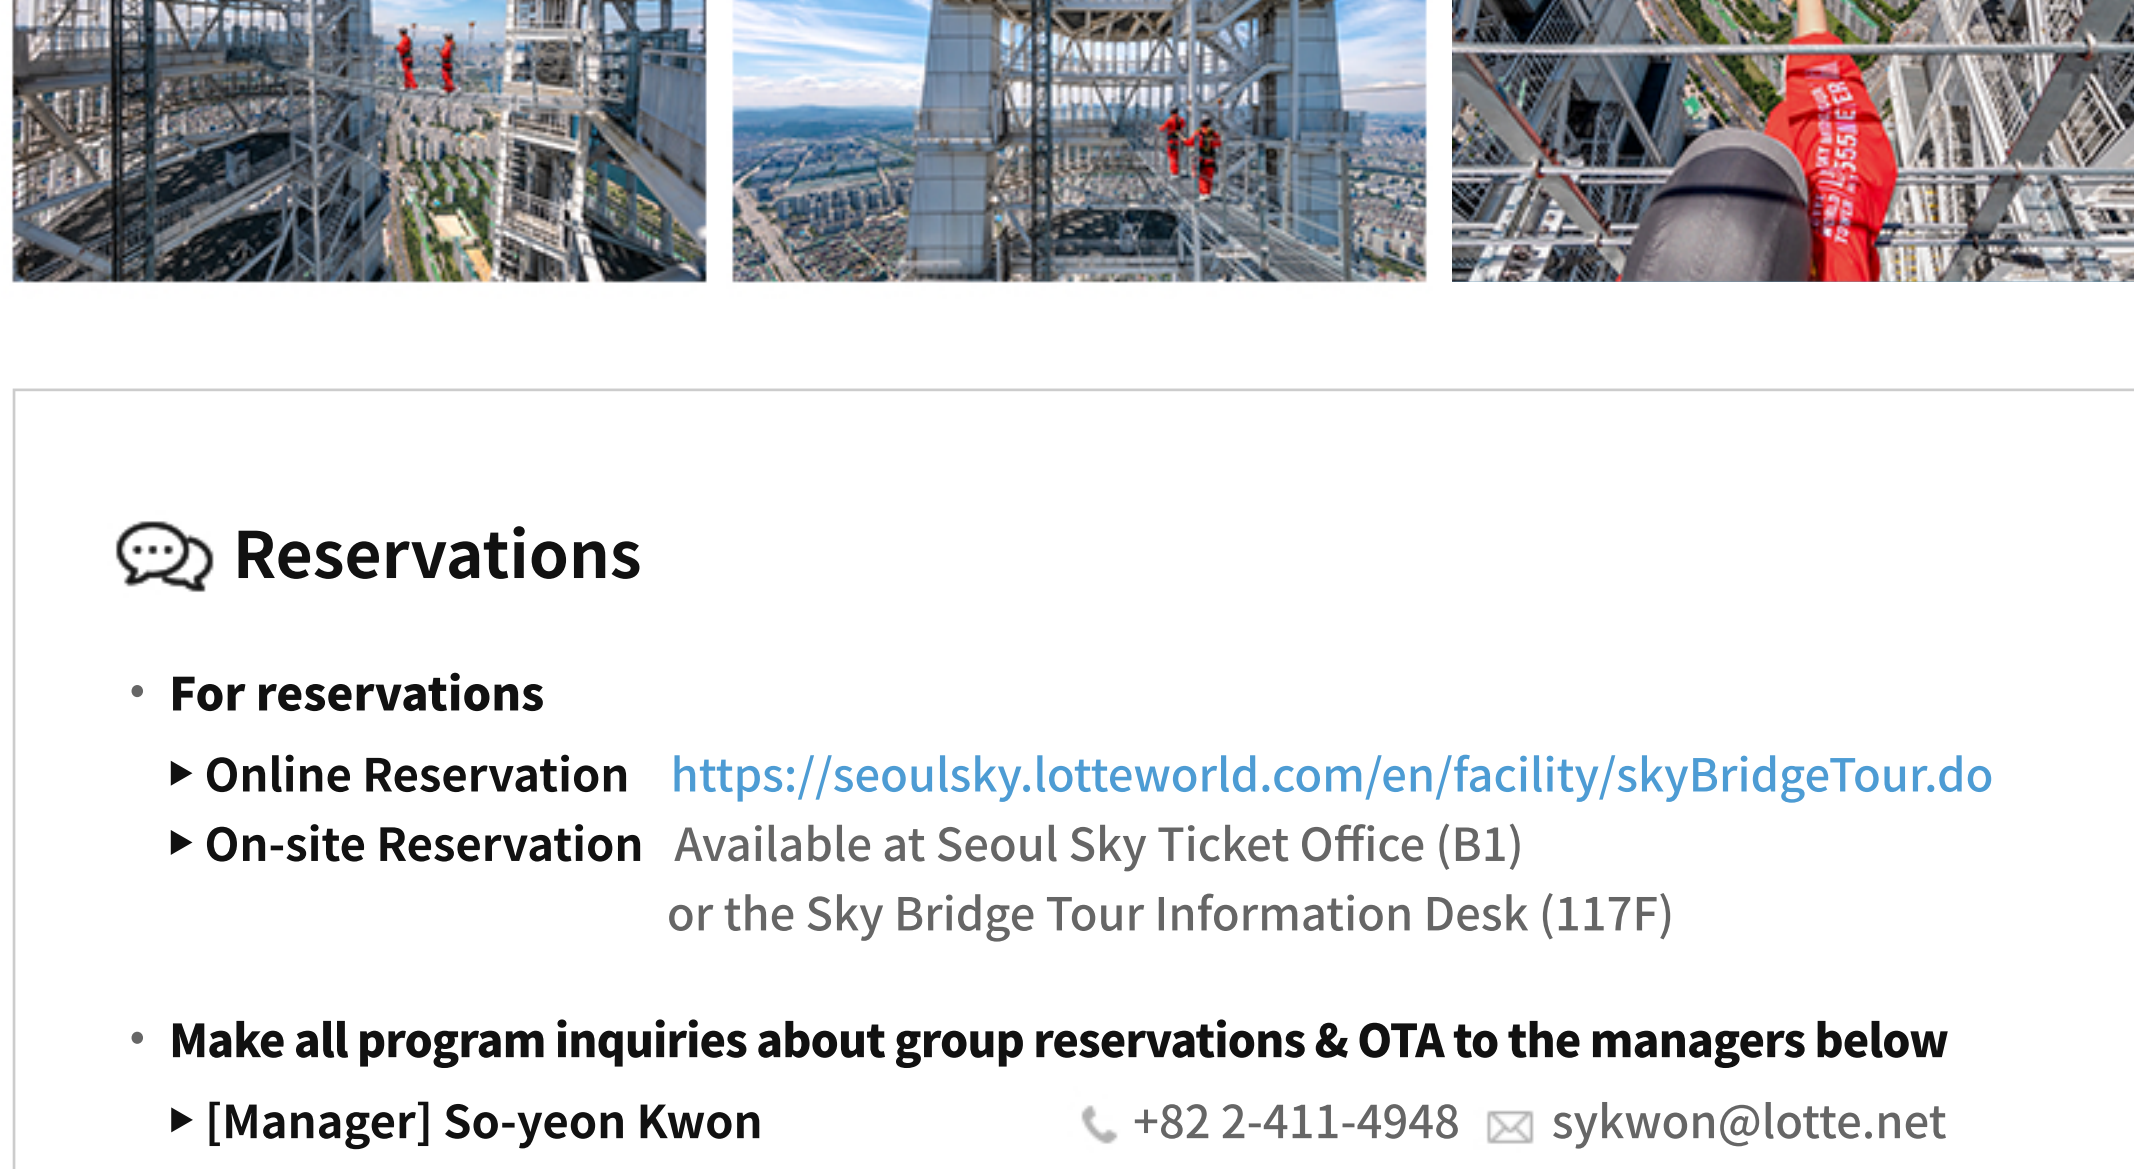 Reservations
• For reservations
▶ Online Reservation https://seoulsky.lotteworld.com/en/facility/skyBridgeTour.do
▶ On-site Reservation Available at Seoul Sky Ticket Office (B1)
or the Sky Bridge Tour Information Desk (117F)
• Make all program inquiries about group reservations & OTA to the managers below
▶ [Manager] So-yeon Kwon +82 2-411-4948 sykwon@lotte.net